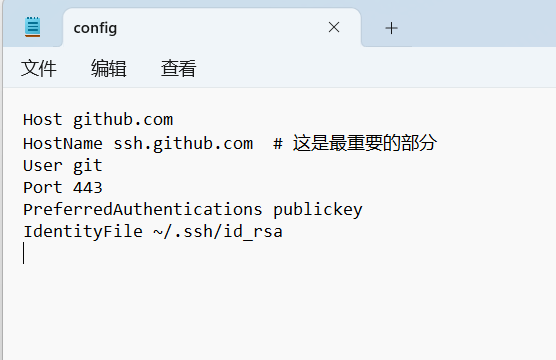 config
文件 编辑 查看
Host github.com
HostName ssh.github.com  # 这是最重要的部分
User git
Port 443
PreferredAuthentications publickey
IdentityFile ~/.ssh/id_rsa